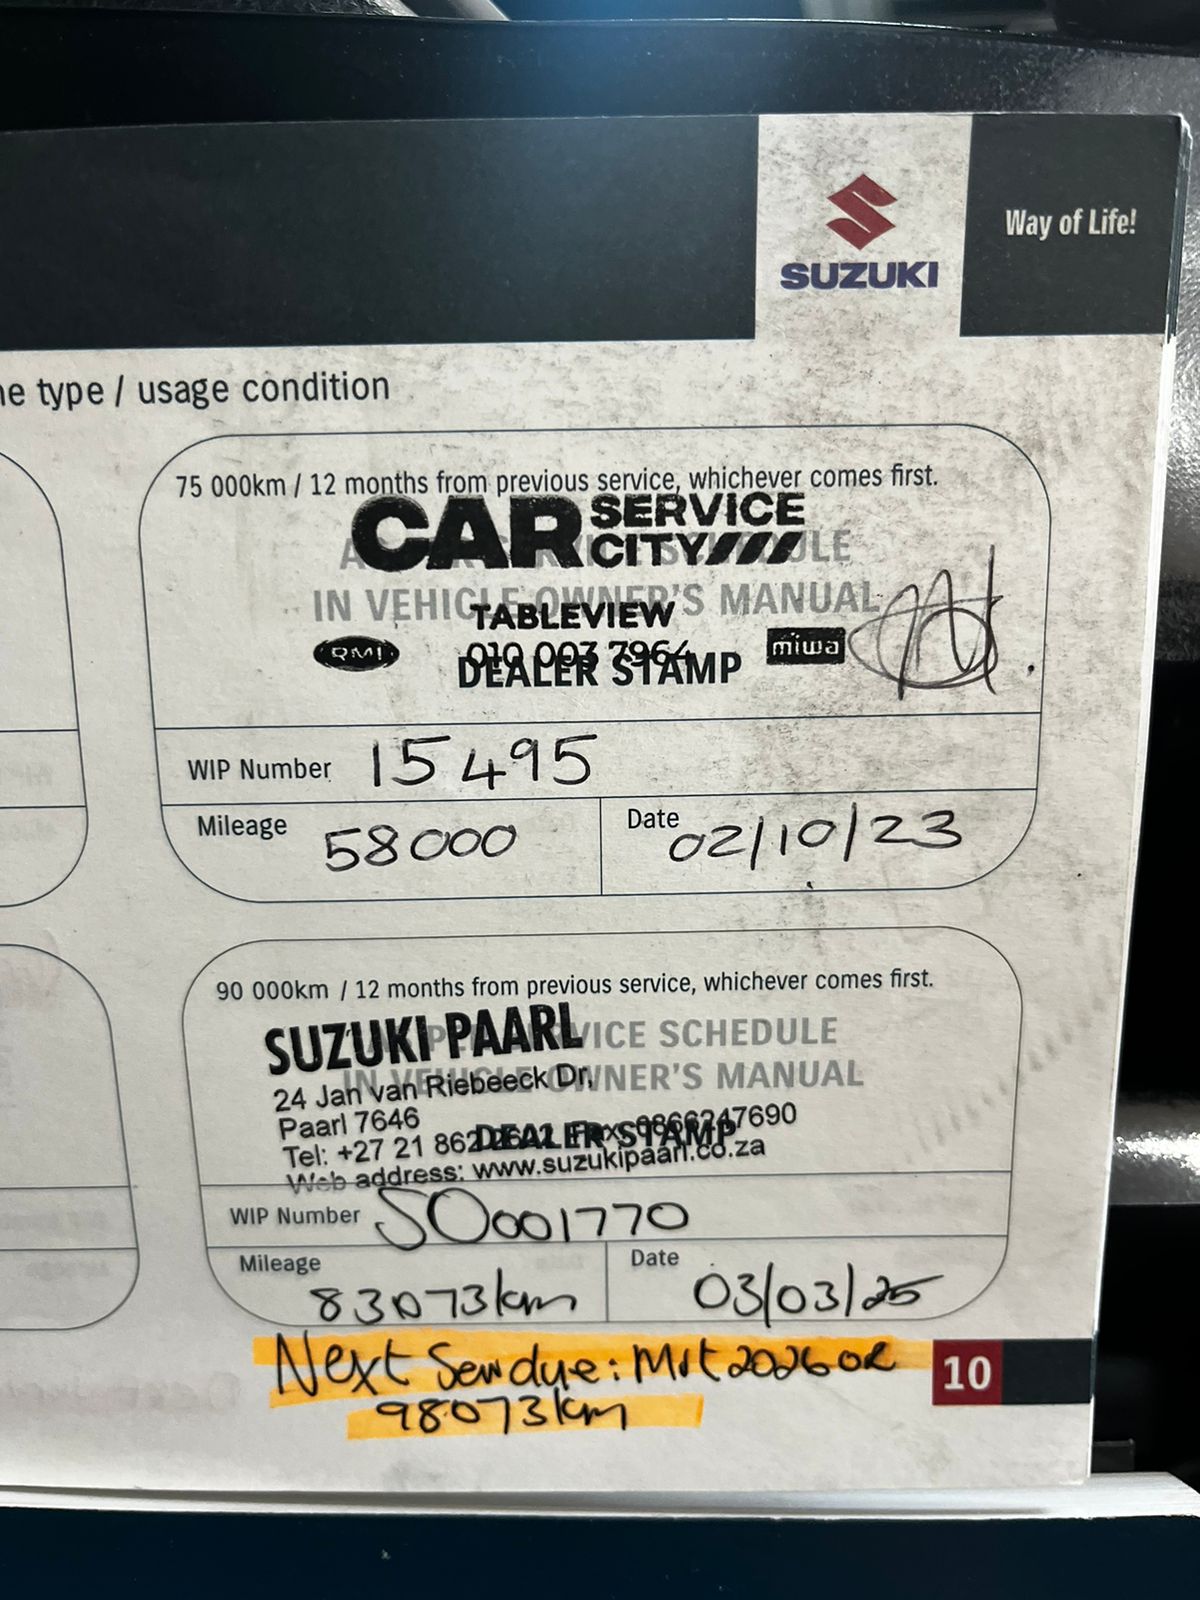 SUZUKI
Way of Life!
ne type / usage condition
75 000km / 12 months from previous service, whichever comes first.
CAR SERVICE CITY
IN VEHICLE OWNER'S MANUAL
TABLEVIEW
RMI
010 003 7964
miwa
DEALER STAMP
WIP Number 15495
Mileage 58000
Date 02/10/23
90 000km / 12 months from previous service, whichever comes first.
SUZUKI PAARL
SERVICE SCHEDULE
24 Jan van Riebeeck Dr,
IN VEHICLE OWNER'S MANUAL
Paarl 7646
Tel: +27 21 862 Fax: 0866247690
DEALER STAMP
Web address: www.suzukipaarl.co.za
WIP Number SO001770
Mileage 83073km
Date 03/03/25
Next Serv due: Mrt 2026 OR
98073km
10